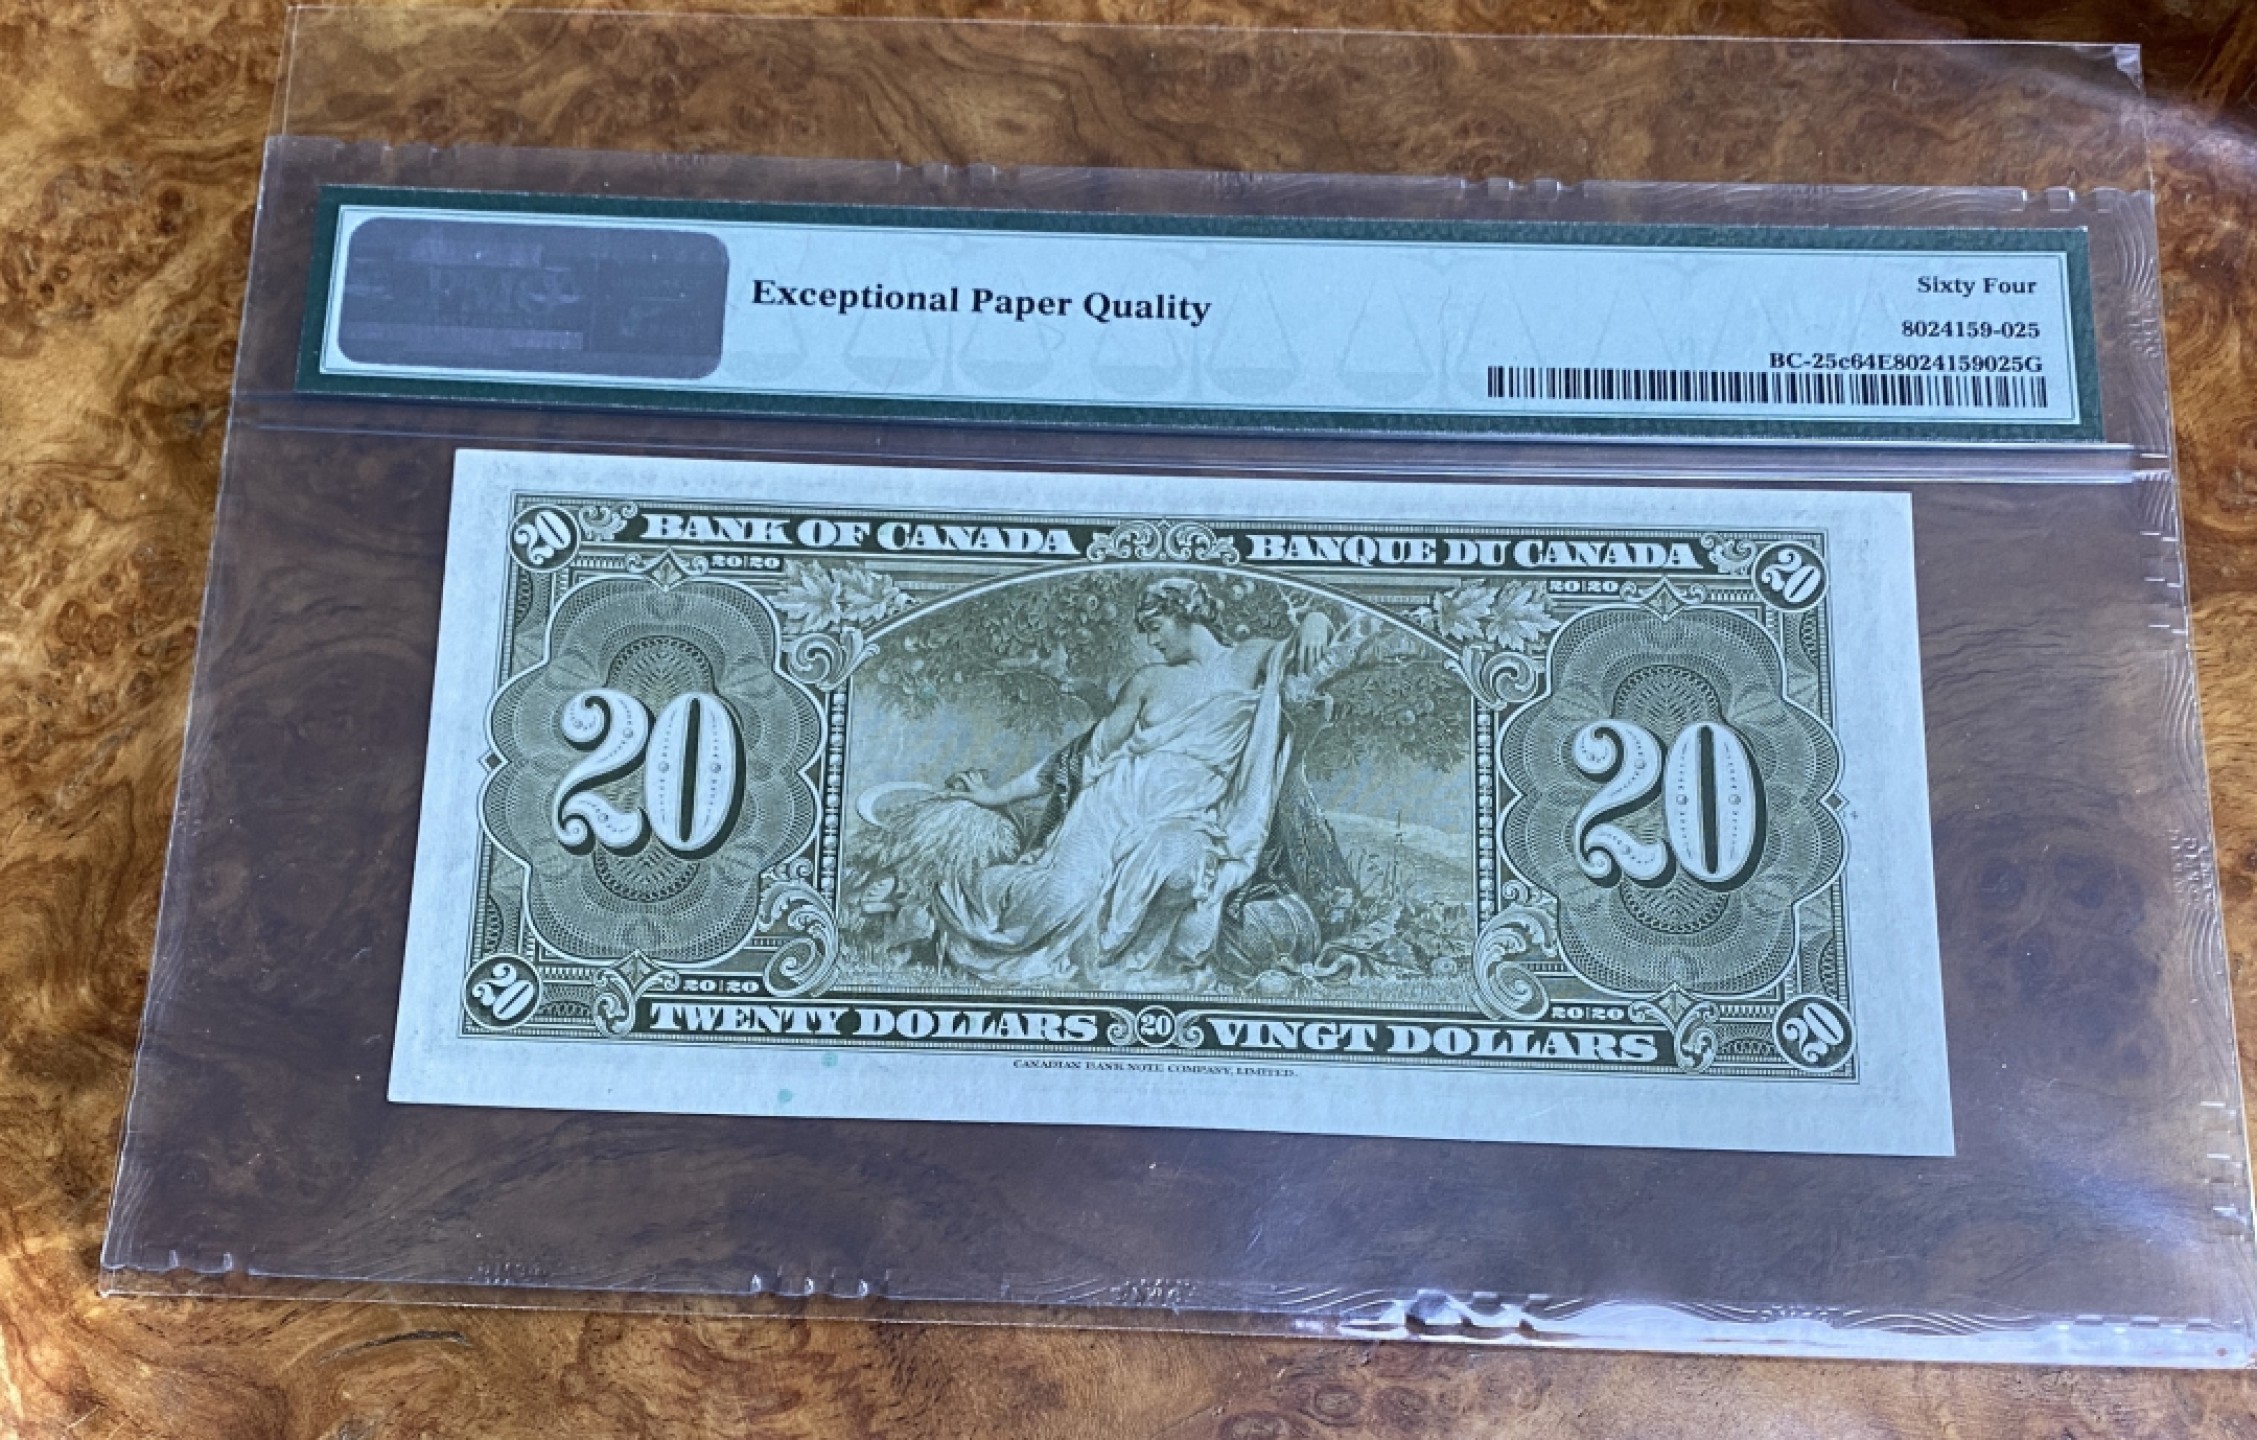 Exceptional Paper Quality
Sixty Four
8024159-025
BC-25c64E8024159025G
20 BANK OF CANADA BANQUE DU CANADA 20
20|20 20|20
20 20
20|20 20|20
20 TWENTY DOLLARS 20 VINGT DOLLARS 20
CANADIAN BANK NOTE COMPANY, LIMITED.